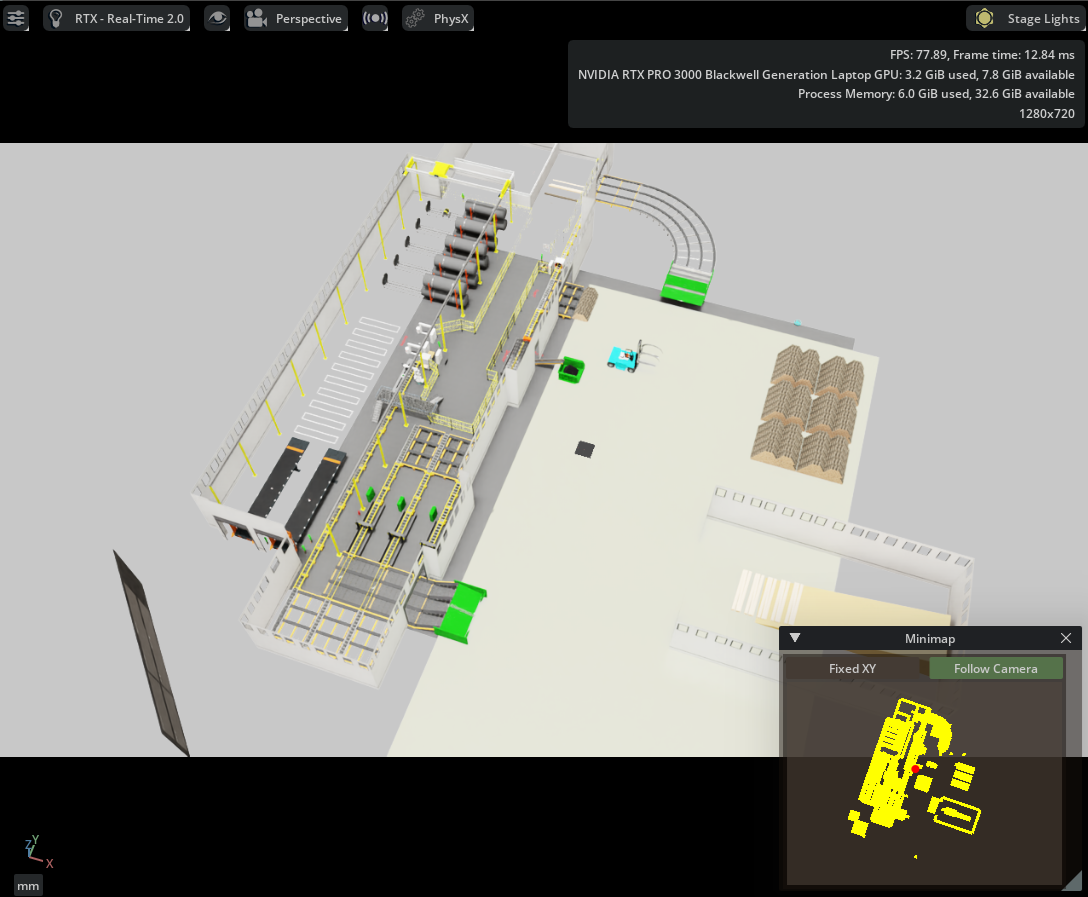 RTX - Real-Time 2.0
Perspective
PhysX
Stage Lights
FPS: 77.89, Frame time: 12.84 ms
NVIDIA RTX PRO 3000 Blackwell Generation Laptop GPU: 3.2 GiB used, 7.8 GiB available
Process Memory: 6.0 GiB used, 32.6 GiB available
1280x720
Minimap
Fixed XY
Follow Camera
Z Y
X
mm